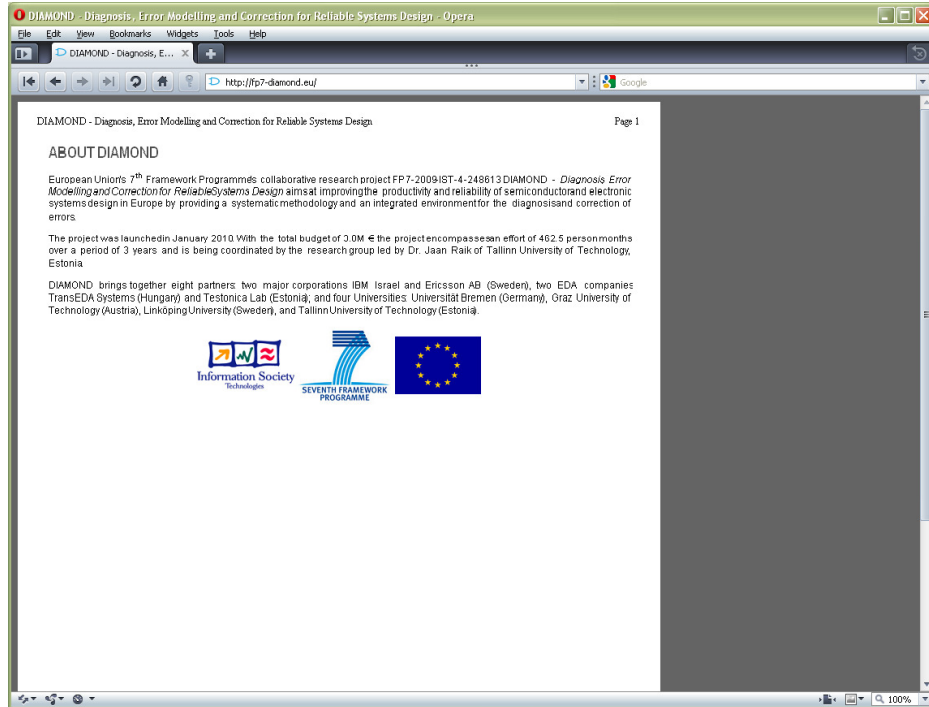 DIAMOND - Diagnosis, Error Modelling and Correction for Reliable Systems Design - Opera
File Edit View Bookmarks Widgets Tools Help
DIAMOND - Diagnosis, E...
http://fp7-diamond.eu/ Google
DIAMOND - Diagnosis, Error Modelling and Correction for Reliable Systems Design Page 1
ABOUT DIAMOND
European Union's 7th Framework Programme's collaborative research project FP7-2009-IST-4-248613 DIAMOND - Diagnosis, Error
Modelling and Correction for Reliable Systems Design aims at improving the productivity and reliability of semiconductor and electronic
systems design in Europe by providing a systematic methodology and an integrated environment for the diagnosis and correction of
errors.
The project was launched in January 2010. With the total budget of 3.0M € the project encompasses an effort of 462.5 person months
over a period of 3 years and is being coordinated by the research group led by Dr. Jaan Raik of Tallinn University of Technology,
Estonia.
DIAMOND brings together eight partners: two major corporations IBM Israel and Ericsson AB (Sweden), two EDA companies
TransEDA Systems (Hungary) and Testonica Lab (Estonia); and four Universities: Universität Bremen (Germany), Graz University of
Technology (Austria), Linköping University (Sweden), and Tallinn University of Technology (Estonia).
Information Society
Technologies
7
SEVENTH FRAMEWORK
PROGRAMME
100%